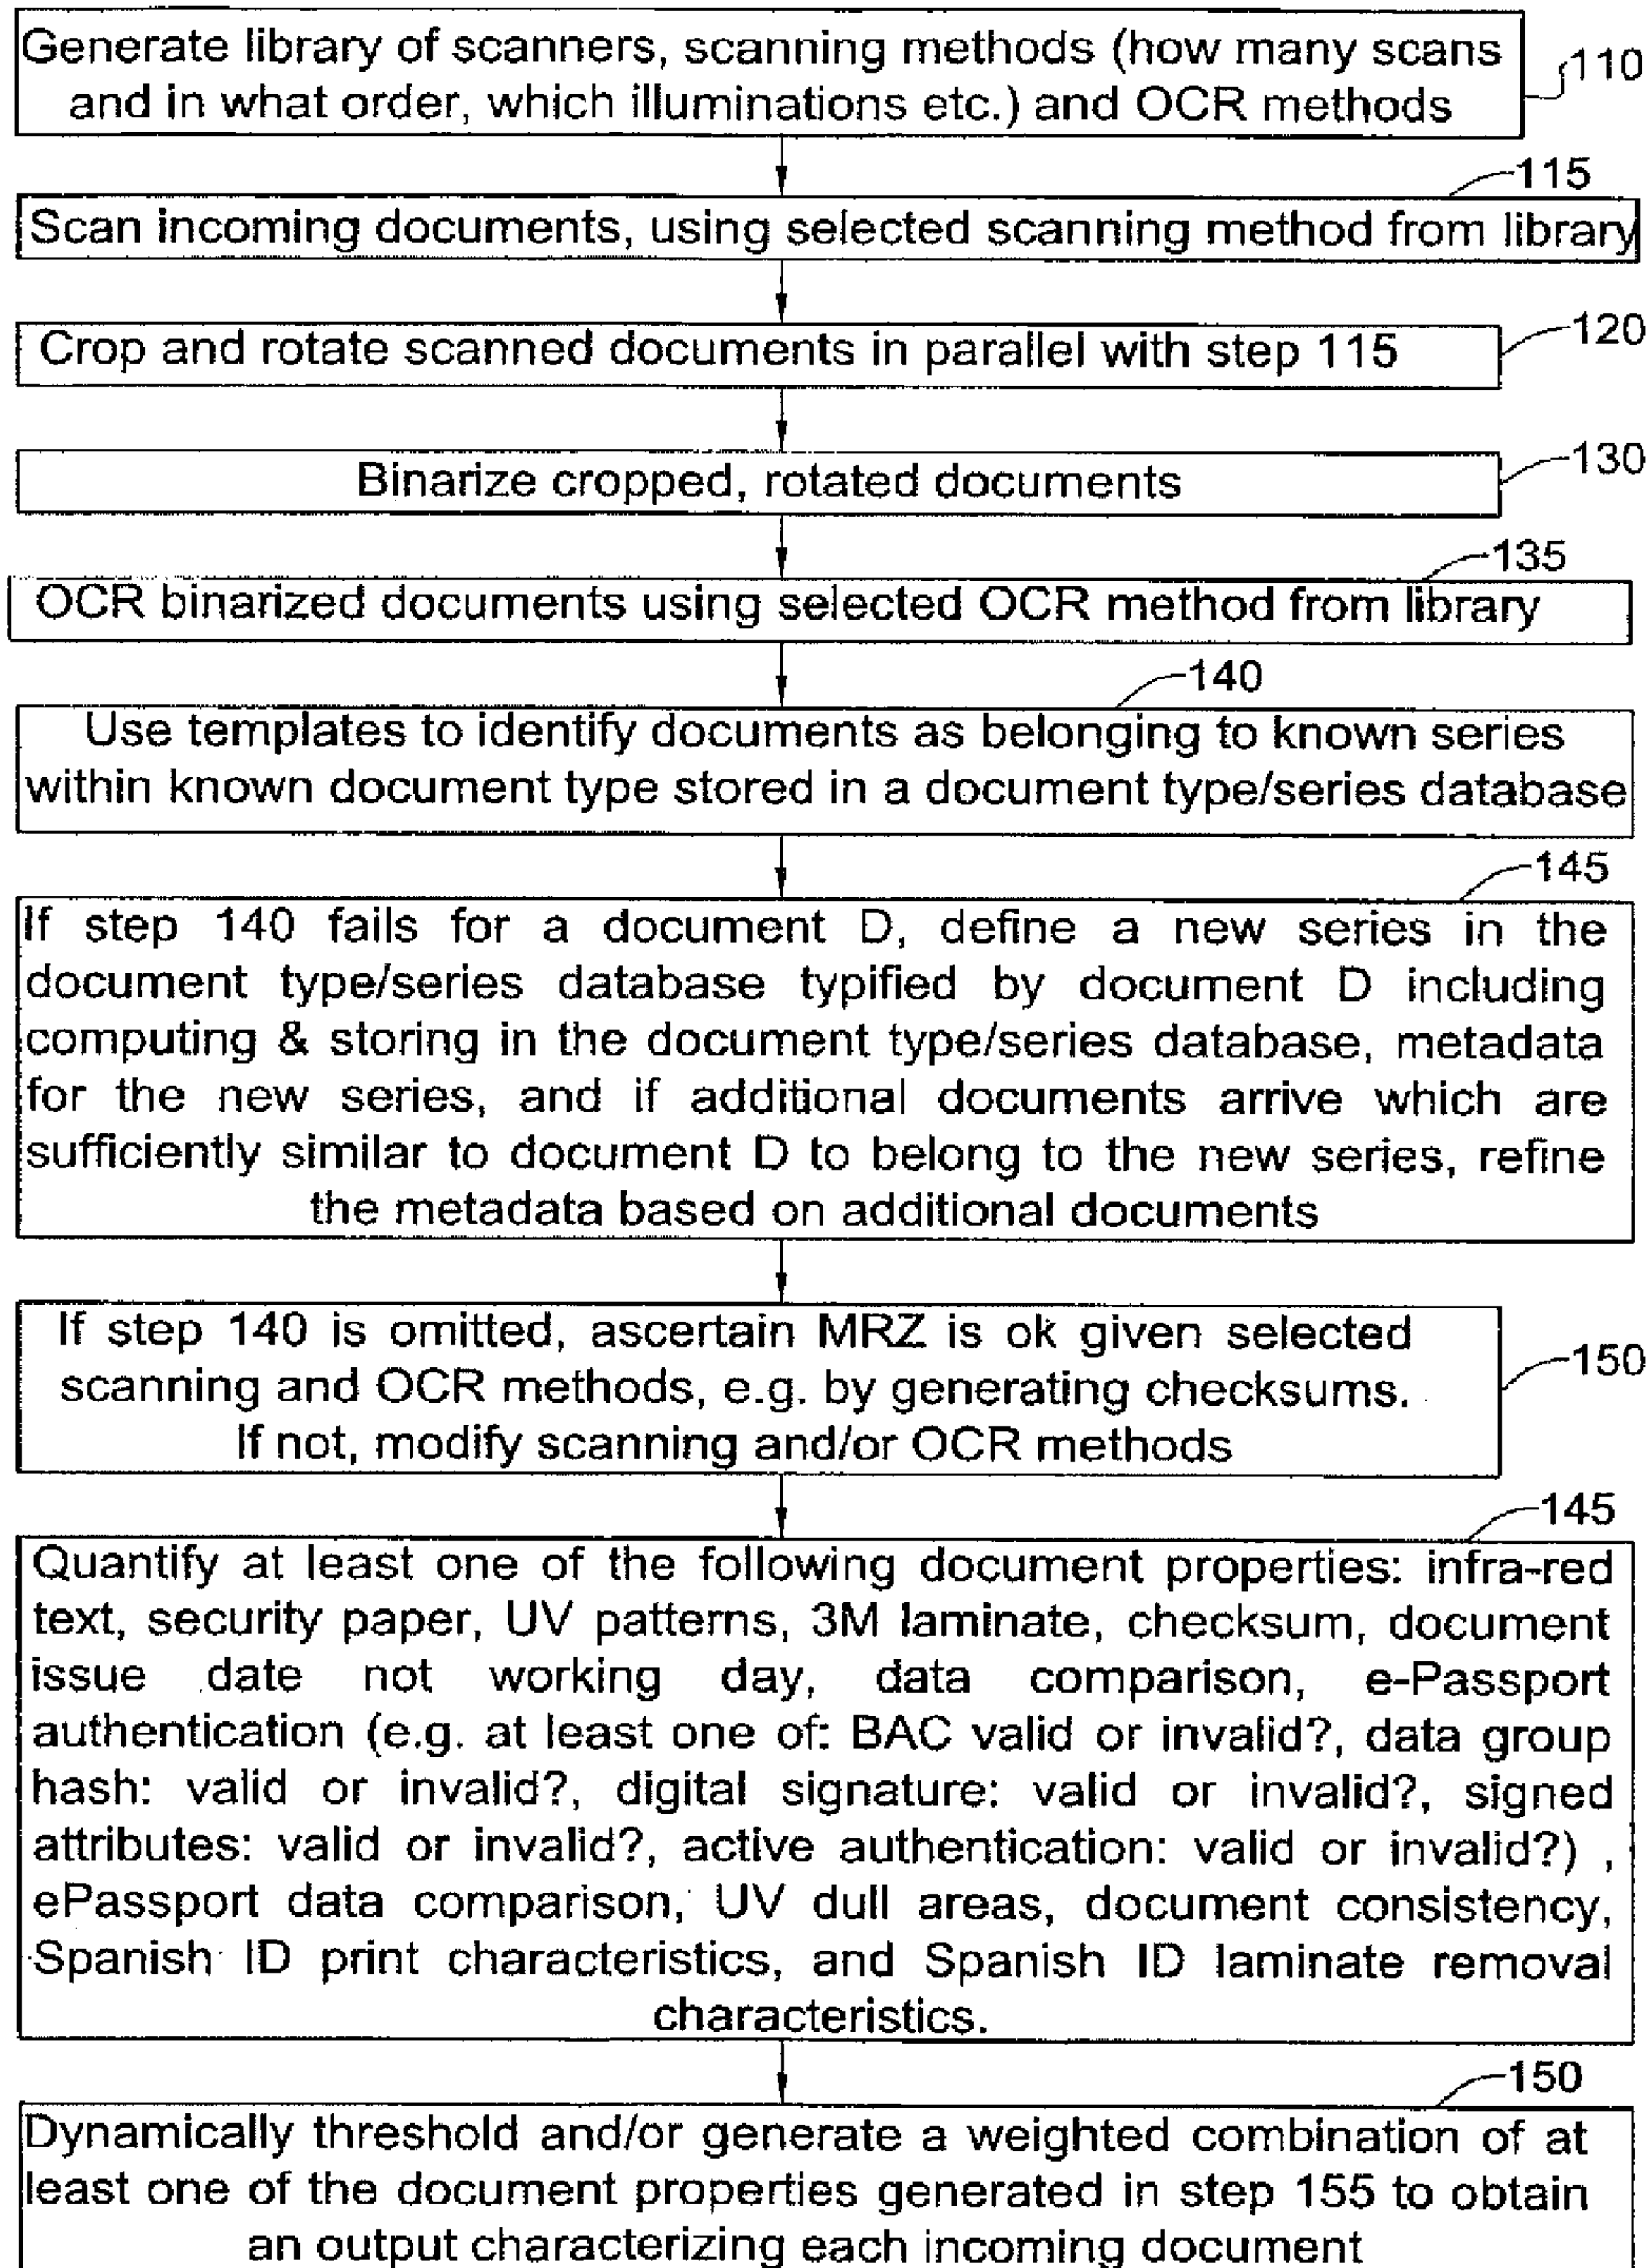 Generate library of scanners, scanning methods (how many scans
and in what order, which illuminations etc.) and OCR methods
110
115
Scan incoming documents, using selected scanning method from library
Crop and rotate scanned documents in parallel with step 115
120
Binarize cropped, rotated documents
130
135
OCR binarized documents using selected OCR method from library
140
Use templates to identify documents as belonging to known series
within known document type stored in a document type/series database
145
If step 140 fails for a document D, define a new series in the
document type/series database typified by document D including
computing & storing in the document type/series database, metadata
for the new series, and if additional documents arrive which are
sufficiently similar to document D to belong to the new series, refine
the metadata based on additional documents
If step 140 is omitted, ascertain MRZ is ok given selected
scanning and OCR methods, e.g. by generating checksums.
If not, modify scanning and/or OCR methods
150
145
Quantify at least one of the following document properties: infra-red
text, security paper, UV patterns, 3M laminate, checksum, document
issue date not working day, data comparison, e-Passport
authentication (e.g. at least one of: BAC valid or invalid?, data group
hash: valid or invalid?, digital signature: valid or invalid?, signed
attributes: valid or invalid?, active authentication: valid or invalid?) ,
ePassport data comparison, UV dull areas, document consistency,
Spanish ID print characteristics, and Spanish ID laminate removal
characteristics.
150
Dynamically threshold and/or generate a weighted combination of at
least one of the document properties generated in step 155 to obtain
an output characterizing each incoming document